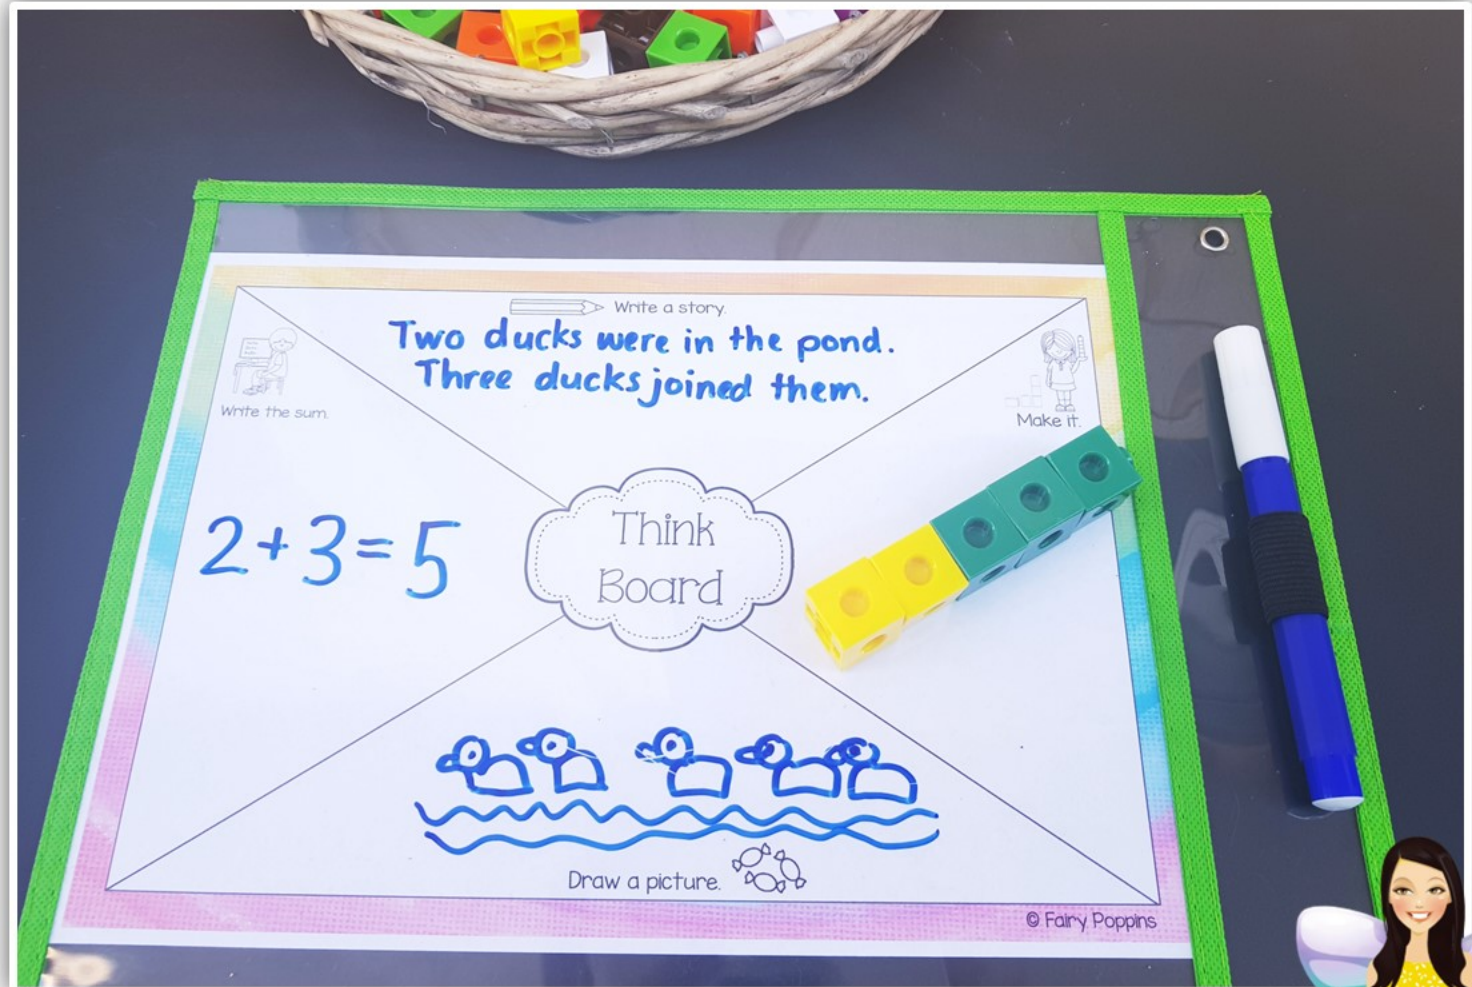 Write a story.
Two ducks were in the pond.
Three ducks joined them.
Write the sum.
Make it.
2+3=5
Think
Board
Draw a picture.
© Fairy Poppins